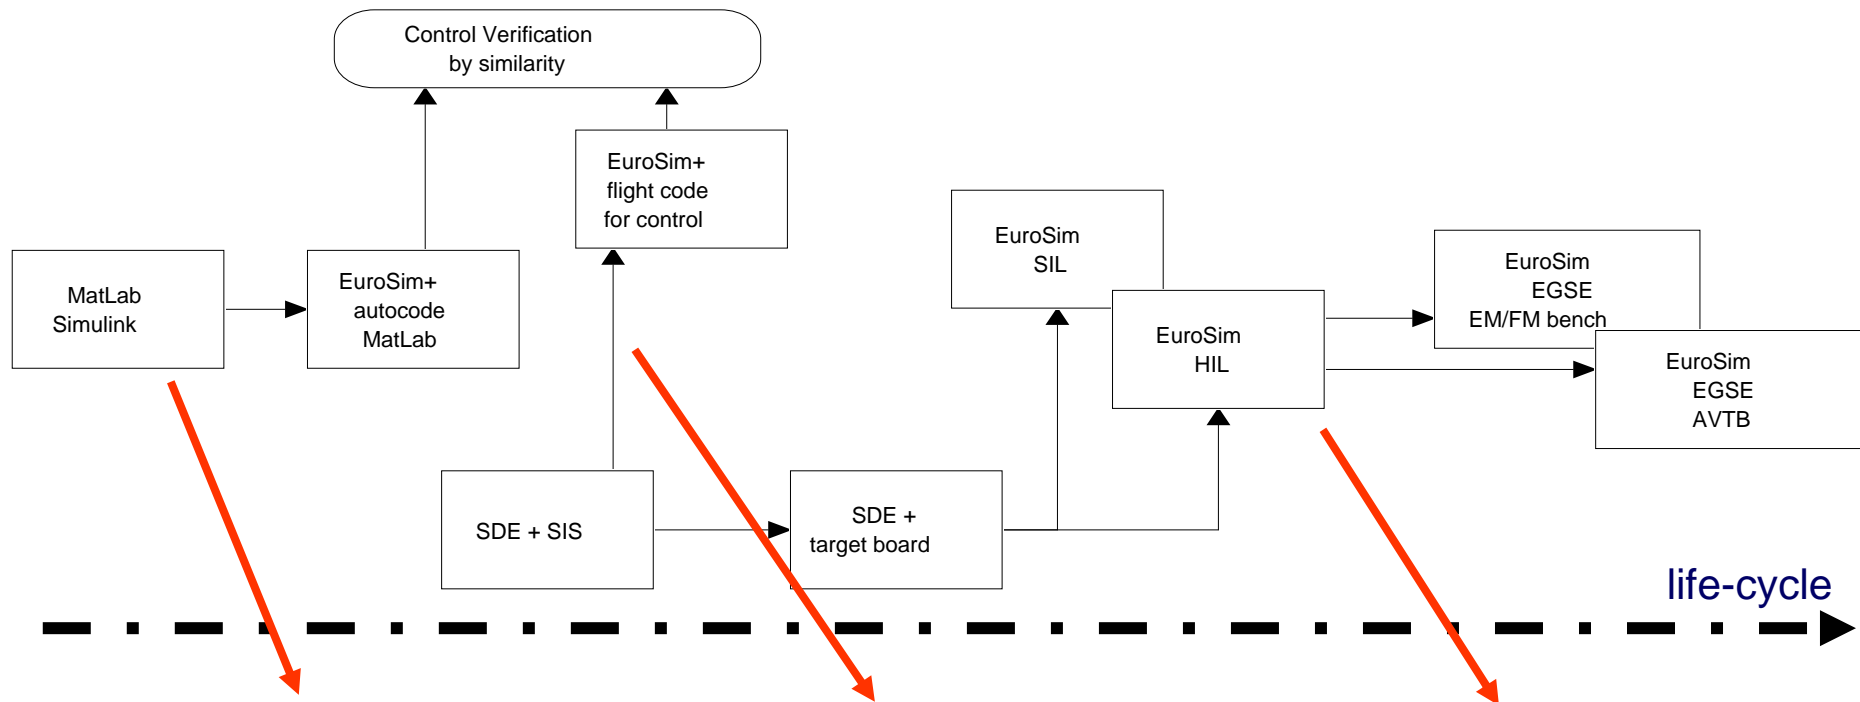 Control Verification
by similarity
EuroSim+
flight code
for control
MatLab
Simulink
EuroSim+
autocode
MatLab
EuroSim
SIL
EuroSim
HIL
EuroSim
EGSE
EM/FM bench
EuroSim
EGSE
AVTB
SDE + SIS
SDE +
target board
life-cycle